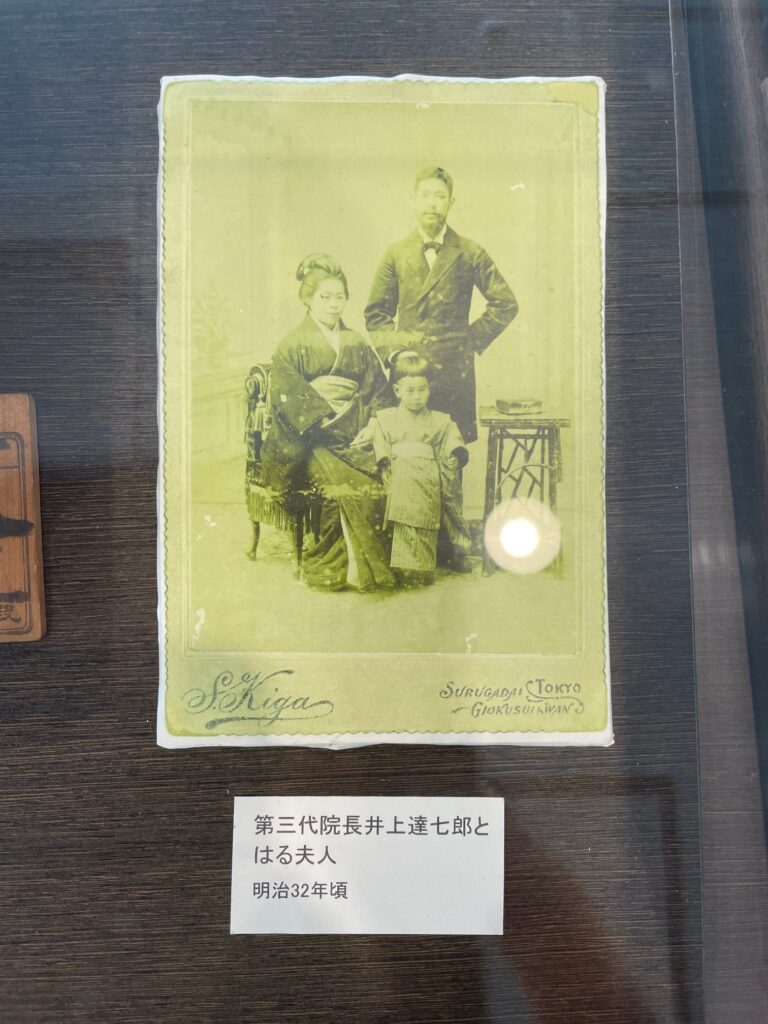 S. Kiga
SURUGADAI TOKYO
GIOKUSUIKWAN
第三代院長井上達七郎と
はる夫人
明治32年頃